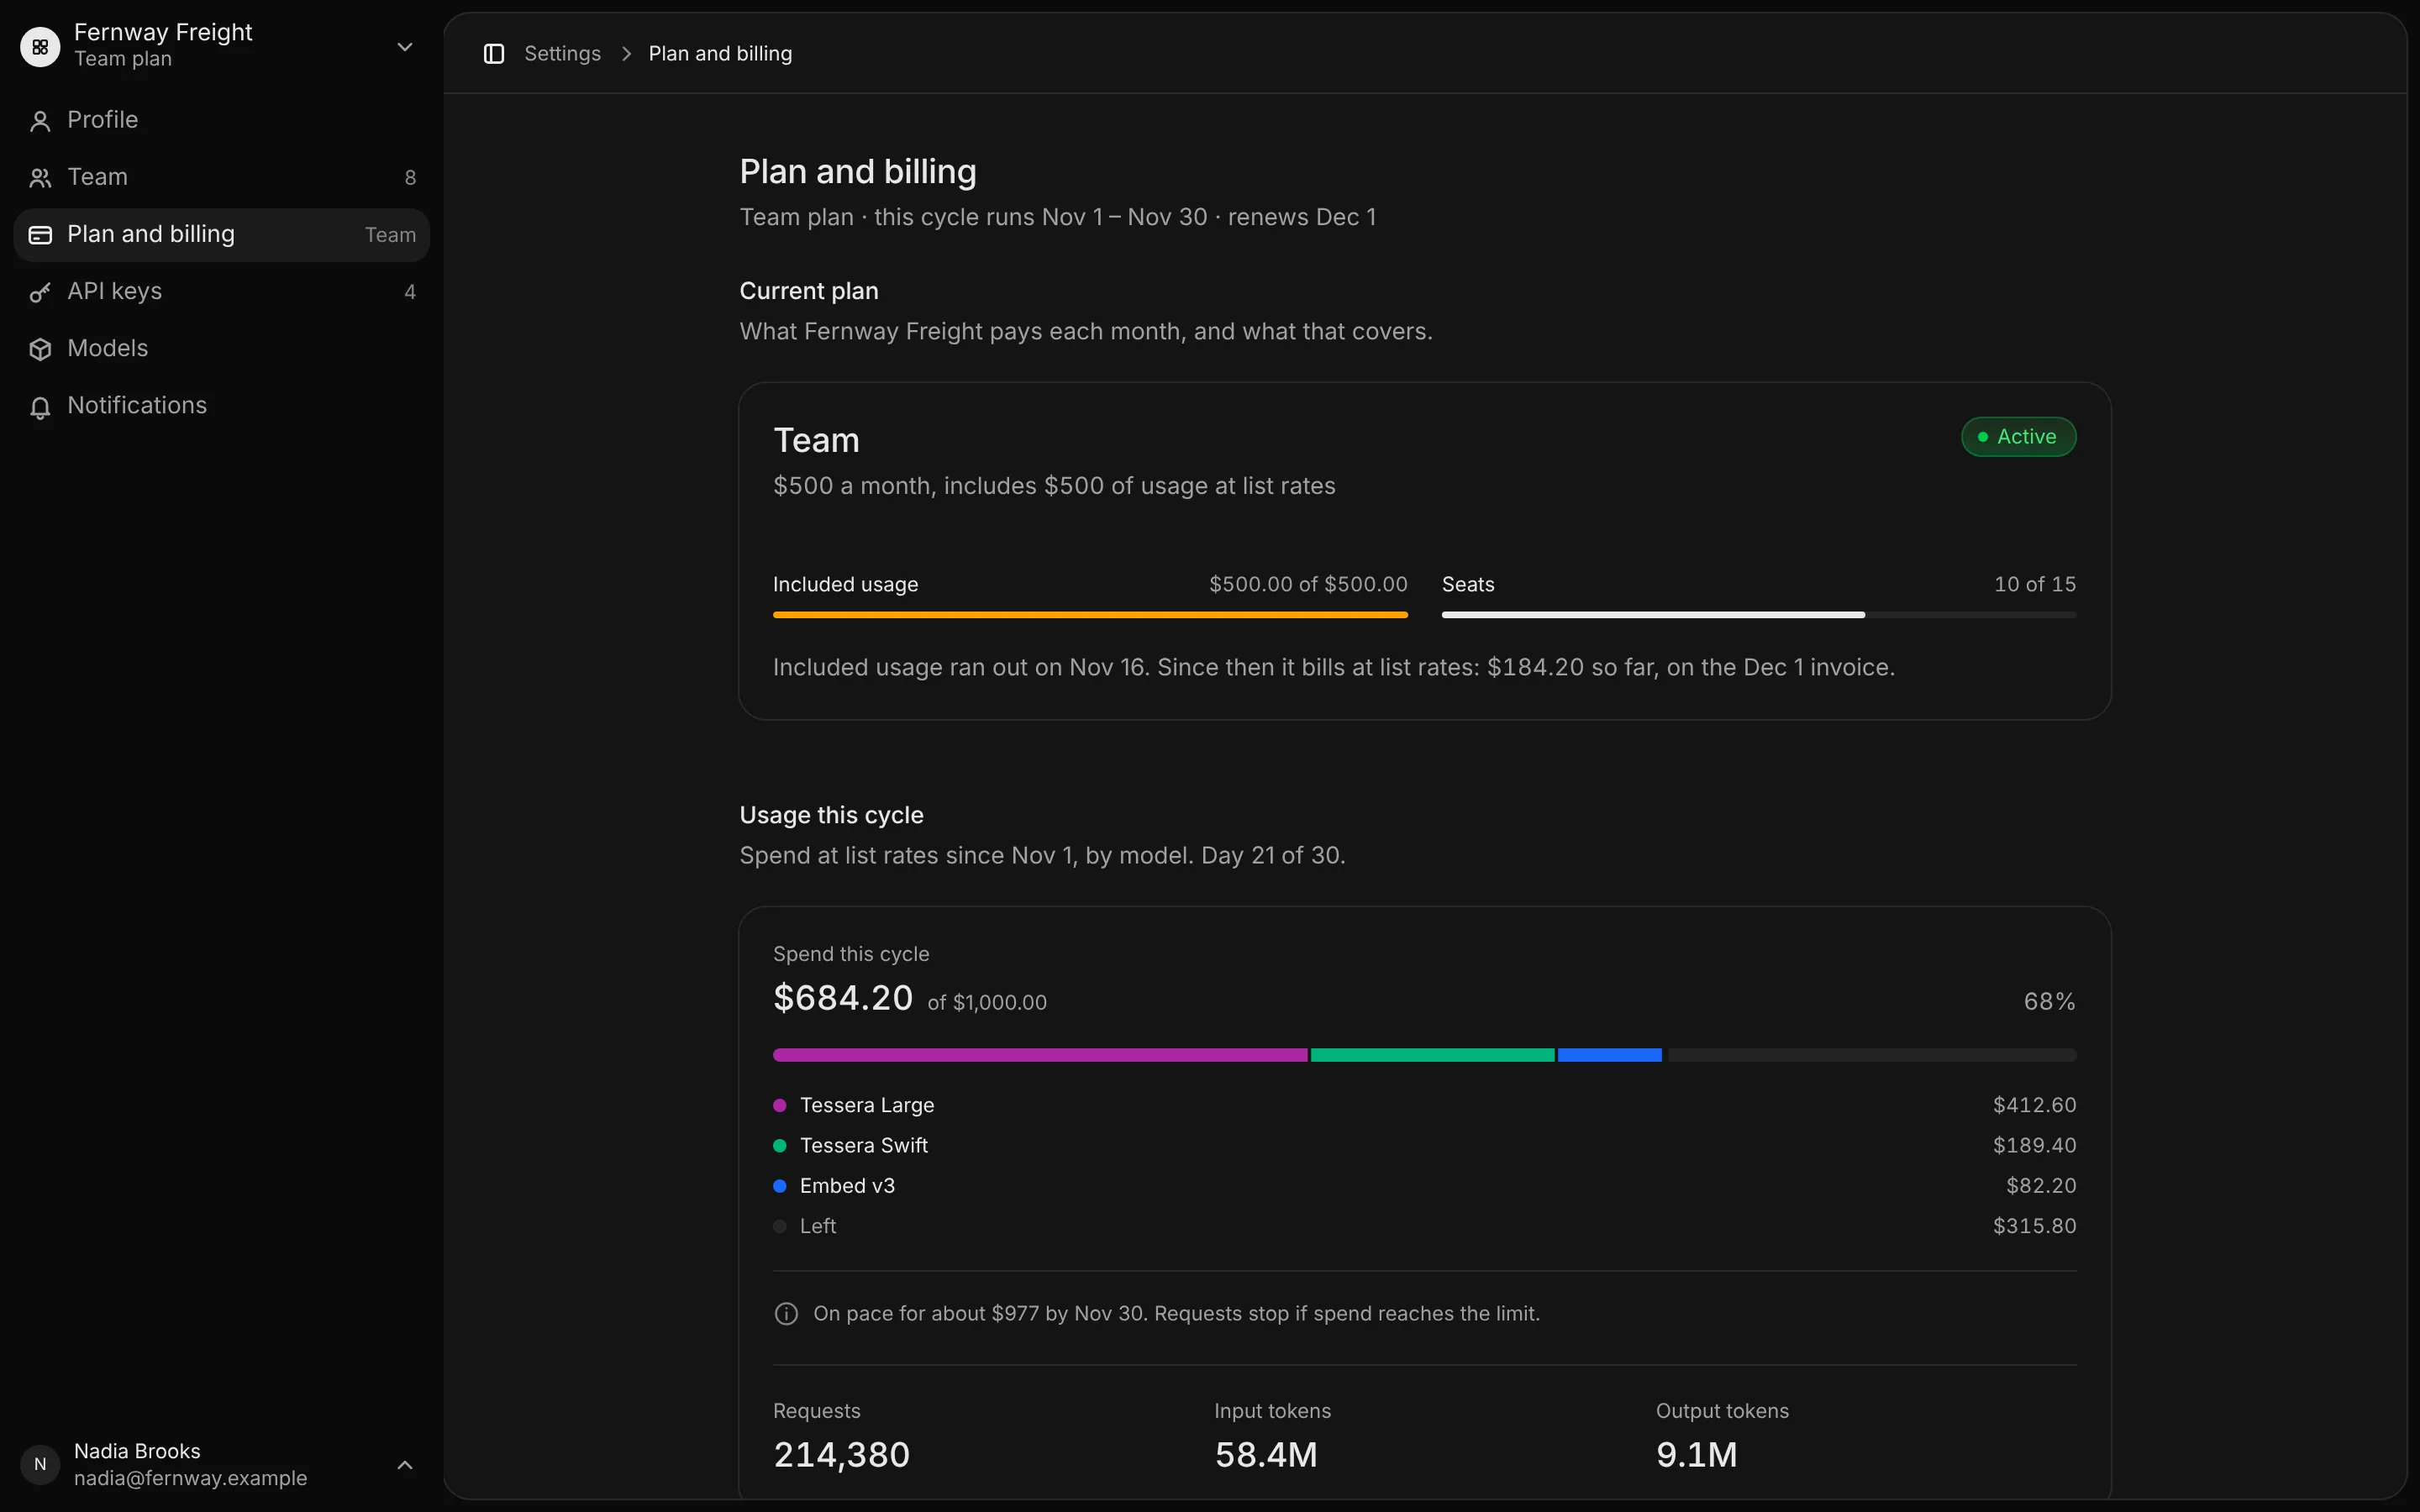 Fernway Freight
Team plan
Profile
Team 8
Plan and billing Team
API keys 4
Models
Notifications
Nadia Brooks
N
nadia@fernway.example
Settings > Plan and billing
Plan and billing
Team plan · this cycle runs Nov 1 – Nov 30 · renews Dec 1
Current plan
What Fernway Freight pays each month, and what that covers.
Team
Active
$500 a month, includes $500 of usage at list rates
Included usage $500.00 of $500.00
Seats 10 of 15
Included usage ran out on Nov 16. Since then it bills at list rates: $184.20 so far, on the Dec 1 invoice.
Usage this cycle
Spend at list rates since Nov 1, by model. Day 21 of 30.
Spend this cycle
$684.20 of $1,000.00 68%
Tessera Large $412.60
Tessera Swift $189.40
Embed v3 $82.20
Left $315.80
On pace for about $977 by Nov 30. Requests stop if spend reaches the limit.
Requests Input tokens Output tokens
214,380 58.4M 9.1M